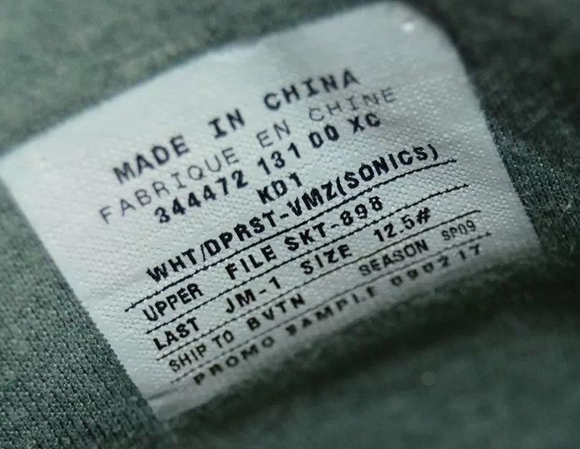 MADE IN CHINA
FABRIQUE EN CHINE
344472 131 00 XC
KD1
WHT/DPRST-VMZ(SONICS)
UPPER FILE SKT-898
LAST JM-1 SIZE 12.5#
SHIP TO BVTN SEASON SP09
PROMO SAMPLE 090217